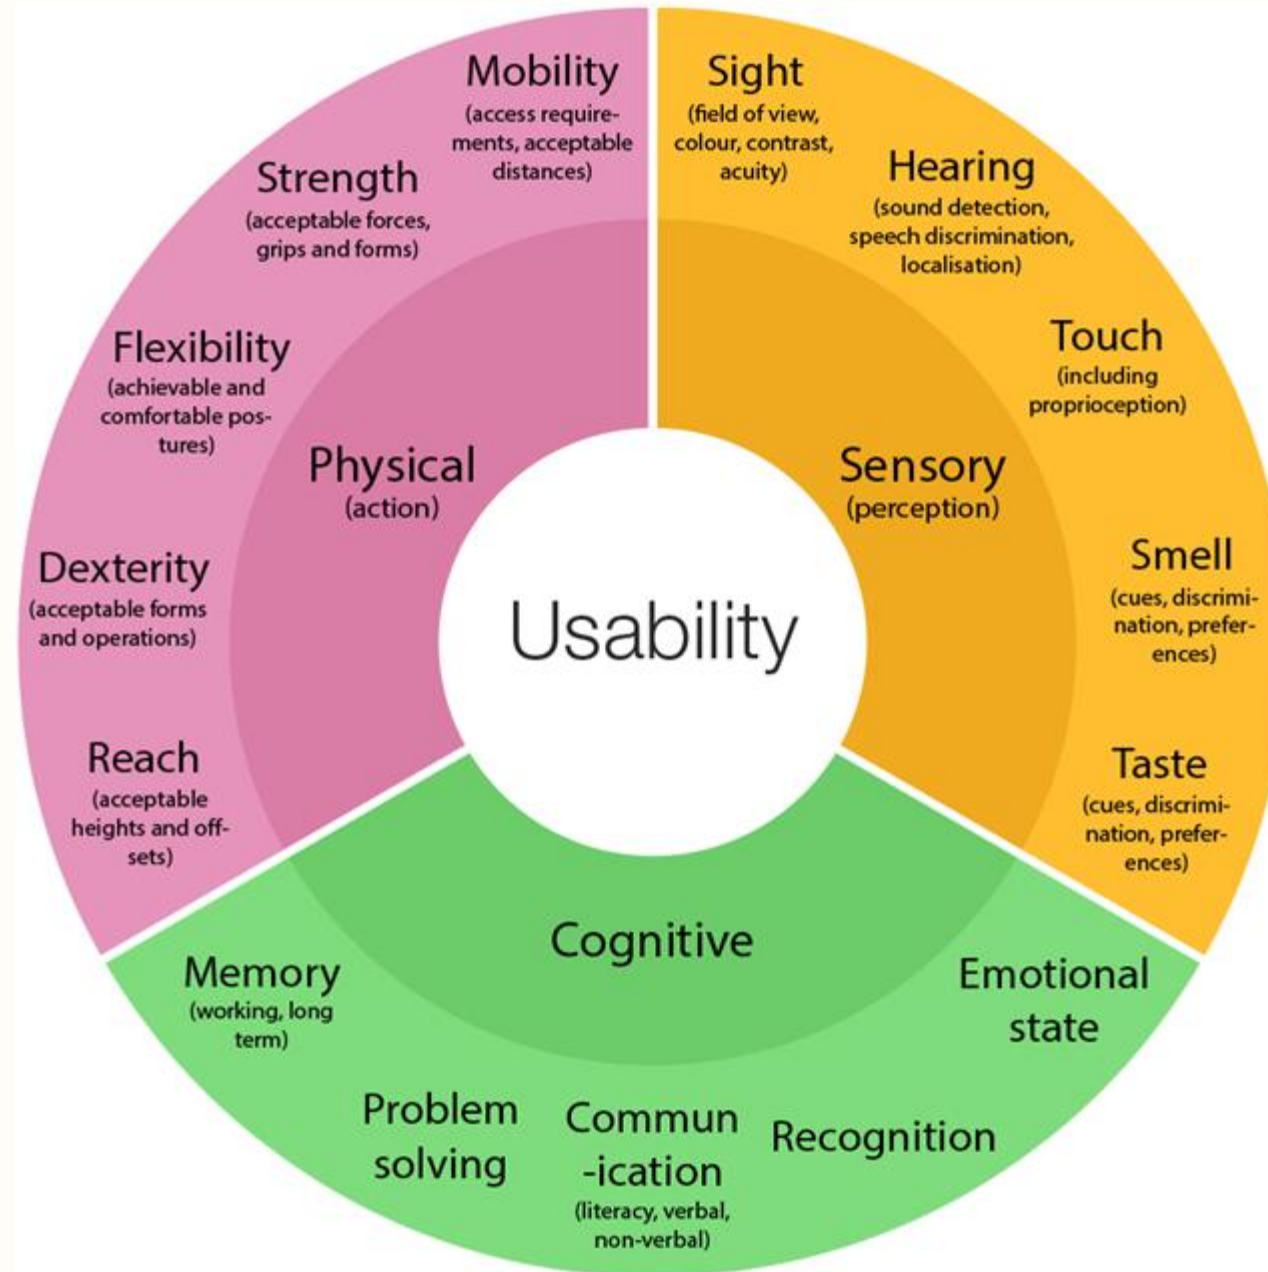 Mobility
(access require-
ments, acceptable
distances)
Strength
(acceptable forces,
grips and forms)
Flexibility
(achievable and
comfortable pos-
tures)
Physical
(action)
Dexterity
(acceptable forms
and operations)
Reach
(acceptable
heights and off-
sets)
Sight
(field of view,
colour, contrast,
acuity)
Hearing
(sound detection,
speech discrimination,
localisation)
Touch
(including
proprioception)
Sensory
(perception)
Smell
(cues, discrimi-
nation, prefer-
ences)
Taste
(cues, discrimi-
nation, prefer-
ences)
Usability
Cognitive
Memory
(working, long
term)
Problem
solving
Commun
-ication
(literacy, verbal,
non-verbal)
Recognition
Emotional
state